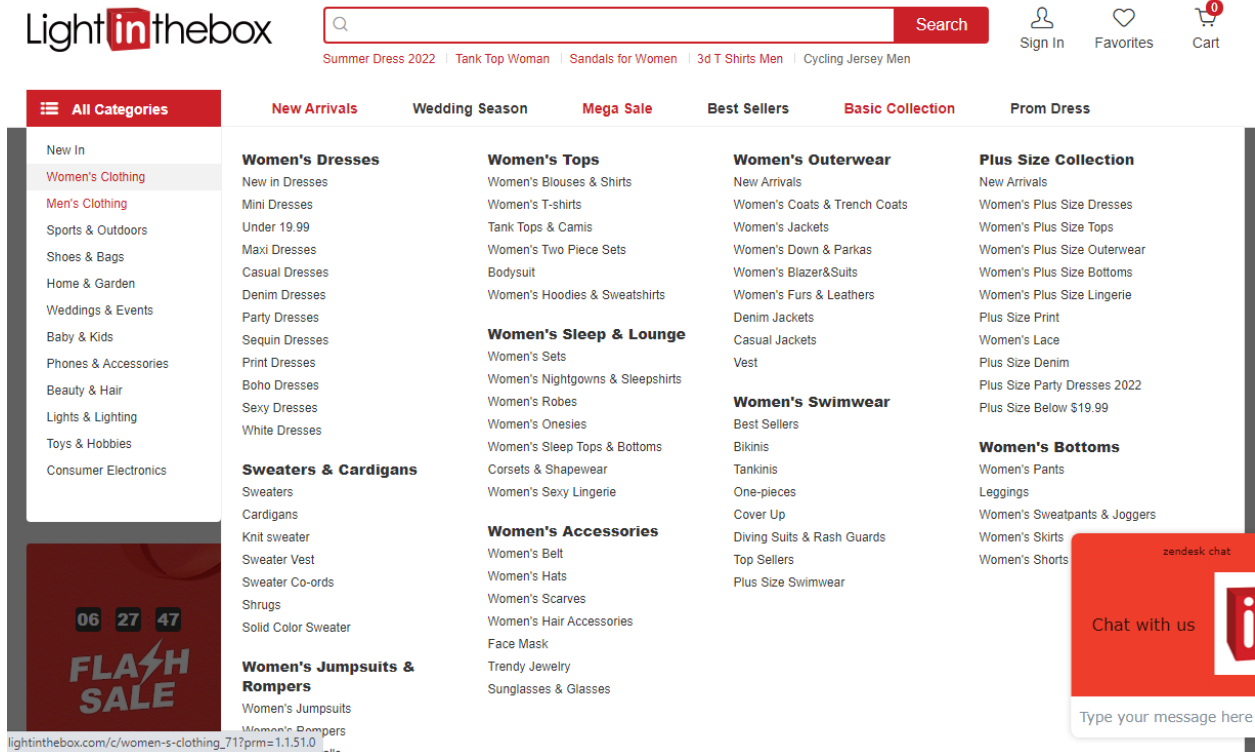 Lightinthebox
Search
Sign In
Favorites
0
Cart
Summer Dress 2022
Tank Top Woman
Sandals for Women
3d T Shirts Men
Cycling Jersey Men
All Categories
New Arrivals
Wedding Season
Mega Sale
Best Sellers
Basic Collection
Prom Dress
New In
Women's Clothing
Men's Clothing
Sports & Outdoors
Shoes & Bags
Home & Garden
Weddings & Events
Baby & Kids
Phones & Accessories
Beauty & Hair
Lights & Lighting
Toys & Hobbies
Consumer Electronics
06 27 47
FLASH
SALE
Women's Dresses
New in Dresses
Mini Dresses
Under 19.99
Maxi Dresses
Casual Dresses
Denim Dresses
Party Dresses
Sequin Dresses
Print Dresses
Boho Dresses
Sexy Dresses
White Dresses
Sweaters & Cardigans
Sweaters
Cardigans
Knit sweater
Sweater Vest
Sweater Co-ords
Shrugs
Solid Color Sweater
Women's Jumpsuits &
Rompers
Women's Jumpsuits
Women's Rompers
Women's Tops
Women's Blouses & Shirts
Women's T-shirts
Tank Tops & Camis
Women's Two Piece Sets
Bodysuit
Women's Hoodies & Sweatshirts
Women's Sleep & Lounge
Women's Sets
Women's Nightgowns & Sleepshirts
Women's Robes
Women's Onesies
Women's Sleep Tops & Bottoms
Corsets & Shapewear
Women's Sexy Lingerie
Women's Accessories
Women's Belt
Women's Hats
Women's Scarves
Women's Hair Accessories
Face Mask
Trendy Jewelry
Sunglasses & Glasses
Women's Outerwear
New Arrivals
Women's Coats & Trench Coats
Women's Jackets
Women's Down & Parkas
Women's Blazer&Suits
Women's Furs & Leathers
Denim Jackets
Casual Jackets
Vest
Women's Swimwear
Best Sellers
Bikinis
Tankinis
One-pieces
Cover Up
Diving Suits & Rash Guards
Top Sellers
Plus Size Swimwear
Plus Size Collection
New Arrivals
Women's Plus Size Dresses
Women's Plus Size Tops
Women's Plus Size Outerwear
Women's Plus Size Bottoms
Women's Plus Size Lingerie
Plus Size Print
Women's Lace
Plus Size Denim
Plus Size Party Dresses 2022
Plus Size Below $19.99
Women's Bottoms
Women's Pants
Leggings
Women's Sweatpants & Joggers
Women's Skirts
Women's Shorts
zendesk chat
Chat with us
Type your message here
lightinthebox.com/c/women-s-clothing_71?prm=1.1.51.0